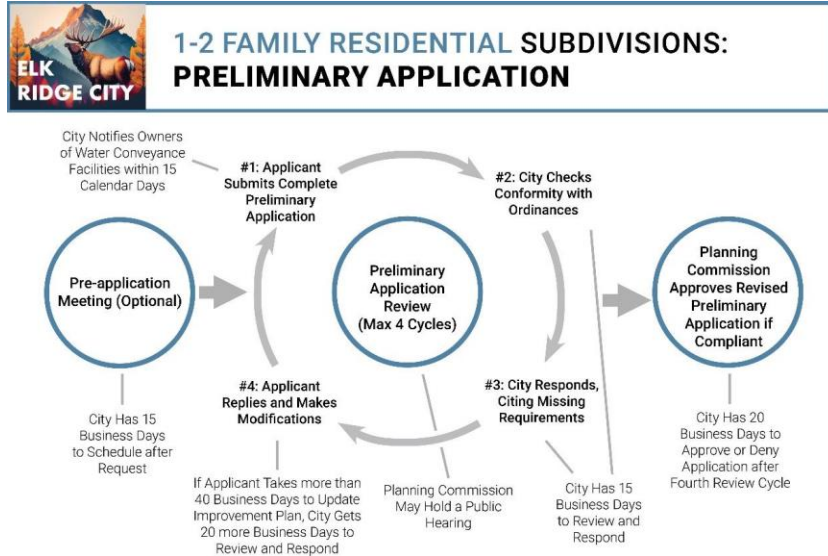 ELK
RIDGE CITY
1-2 FAMILY RESIDENTIAL SUBDIVISIONS:
PRELIMINARY APPLICATION
City Notifies Owners
of Water Conveyance
Facilities within 15
Calendar Days
#1: Applicant
Submits Complete
Preliminary
Application
#2: City Checks
Conformity with
Ordinances
Pre-application
Meeting (Optional)
Preliminary
Application
Review
(Max 4 Cycles)
Planning
Commission
Approves Revised
Preliminary
Application if
Compliant
#4: Applicant
Replies and Makes
Modifications
#3: City Responds,
Citing Missing
Requirements
City Has 15
Business Days
to Schedule after
Request
If Applicant Takes more than
40 Business Days to Update
Improvement Plan, City Gets
20 more Business Days to
Review and Respond
Planning Commission
May Hold a Public
Hearing
City Has 15
Business Days
to Review and
Respond
City Has 20
Business Days to
Approve or Deny
Application after
Fourth Review Cycle